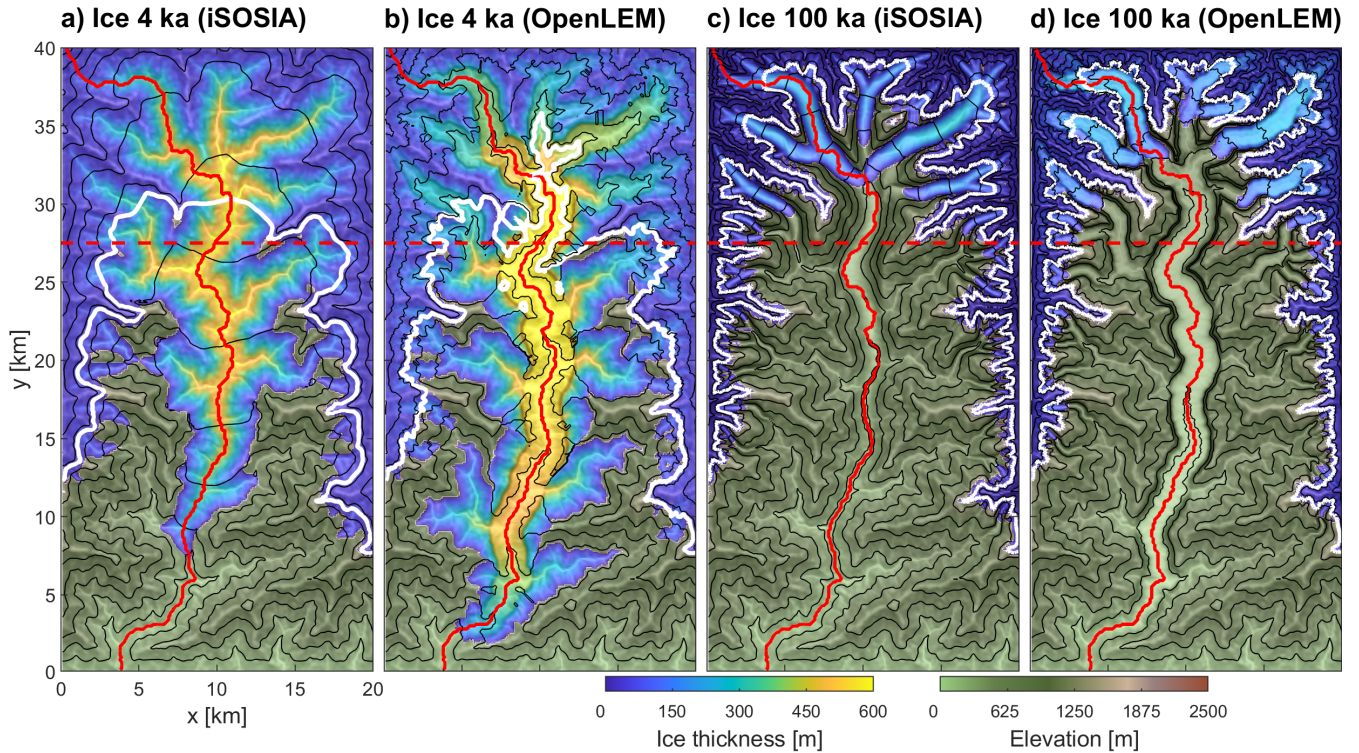 a) Ice 4 ka (iSOSIA)
b) Ice 4 ka (OpenLEM)
c) Ice 100 ka (iSOSIA)
d) Ice 100 ka (OpenLEM)
40
35
30
25
20
15
10
5
0
y [km]
0 5 10 15 20
x [km]
0 150 300 450 600
Ice thickness [m]
0 625 1250 1875 2500
Elevation [m]